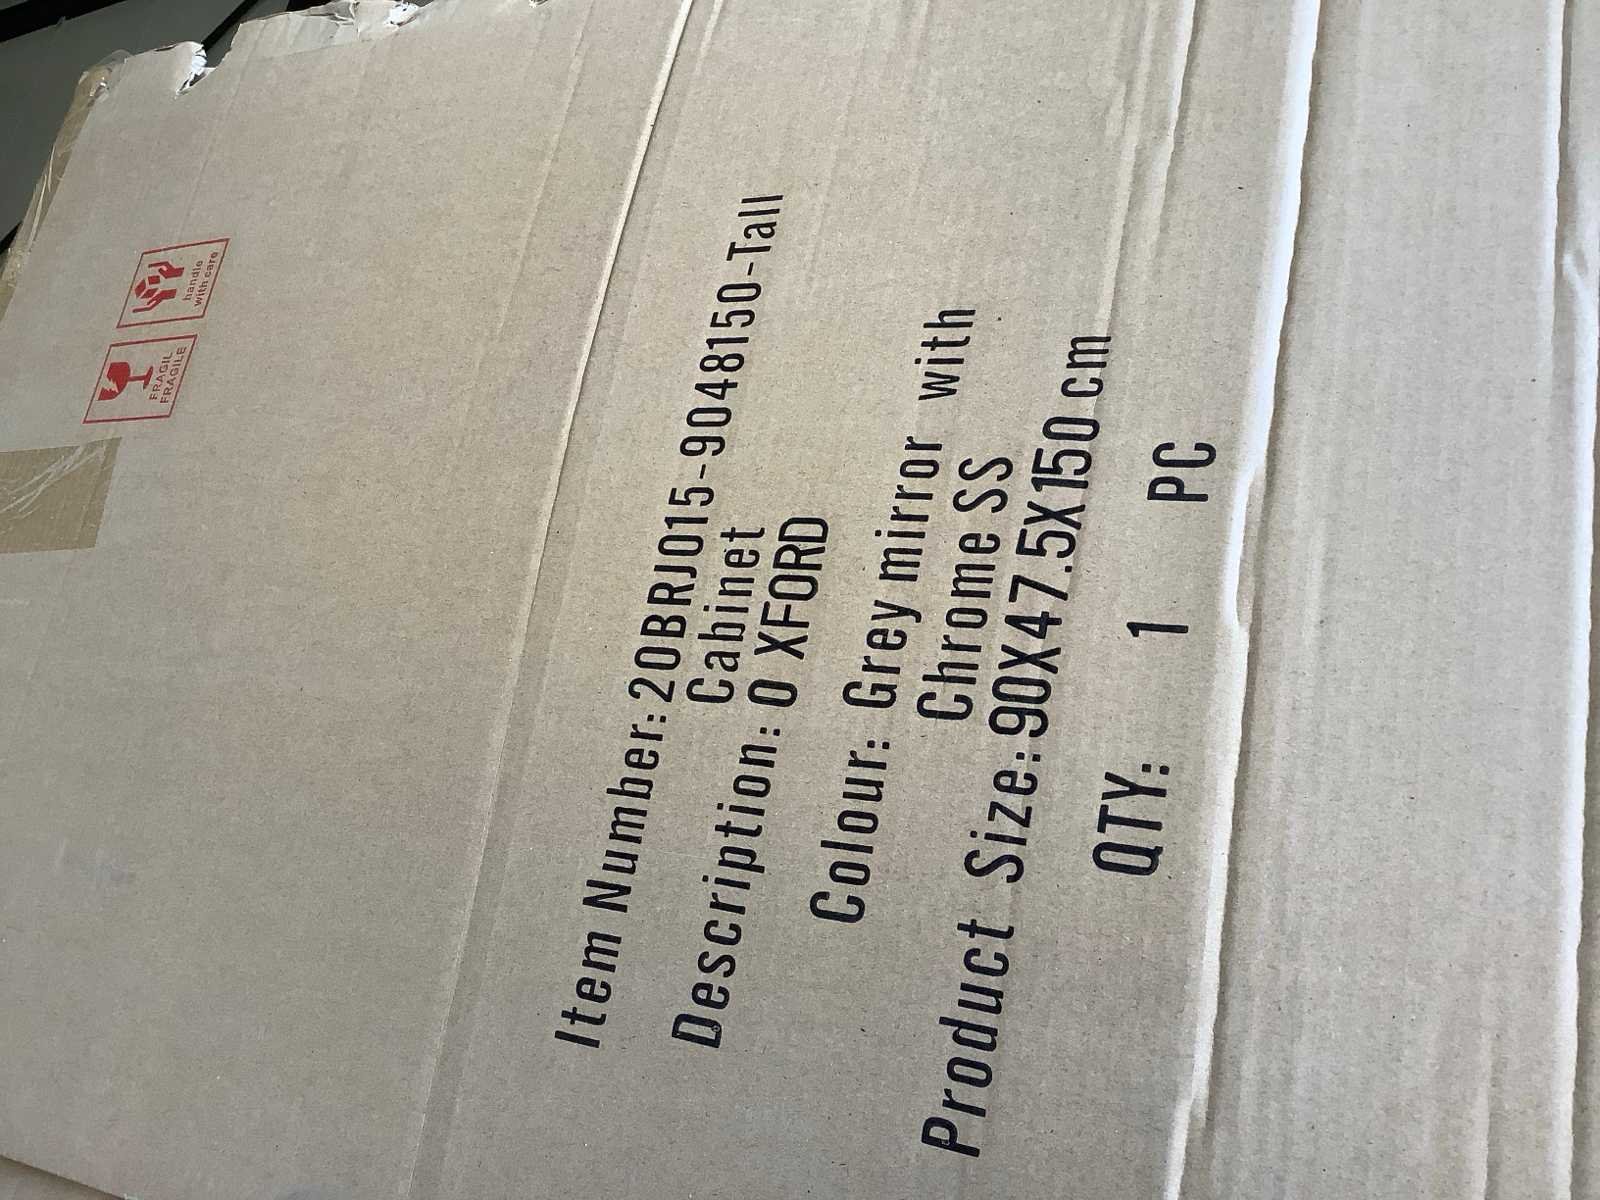 FRAGIL
FRAGILE
handle
with care
Item Number: 20BRJ015-9048150-Tall
Cabinet
Description: O XFORD
Colour: Grey mirror with
Chrome SS
Product Size: 90X47.5X150 cm
QTY: 1 PC